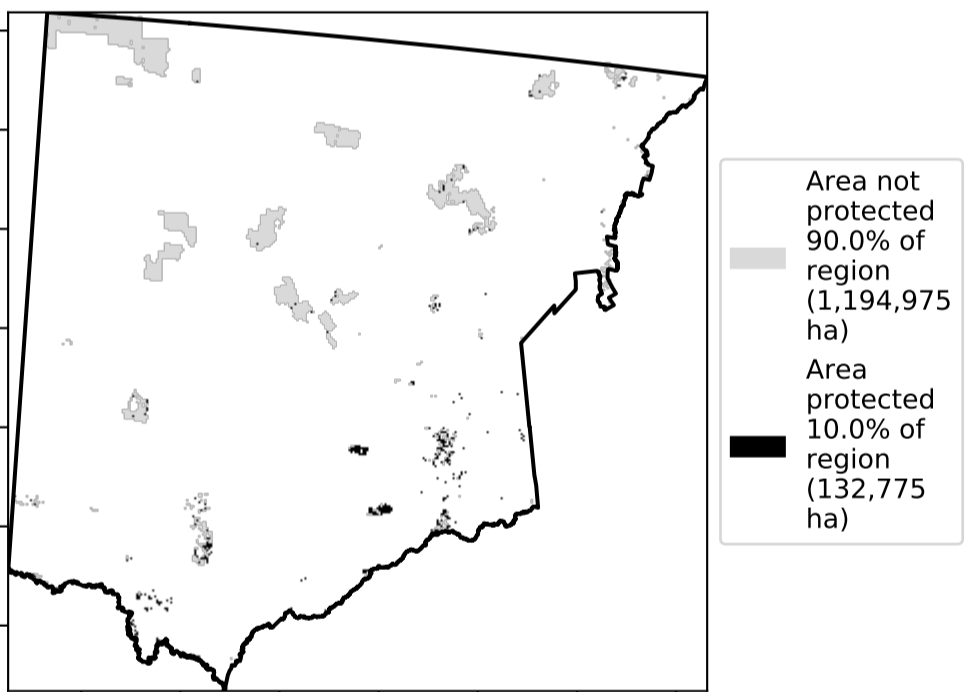 Area not
protected
90.0% of
region
(1,194,975
ha)
Area
protected
10.0% of
region
(132,775
ha)